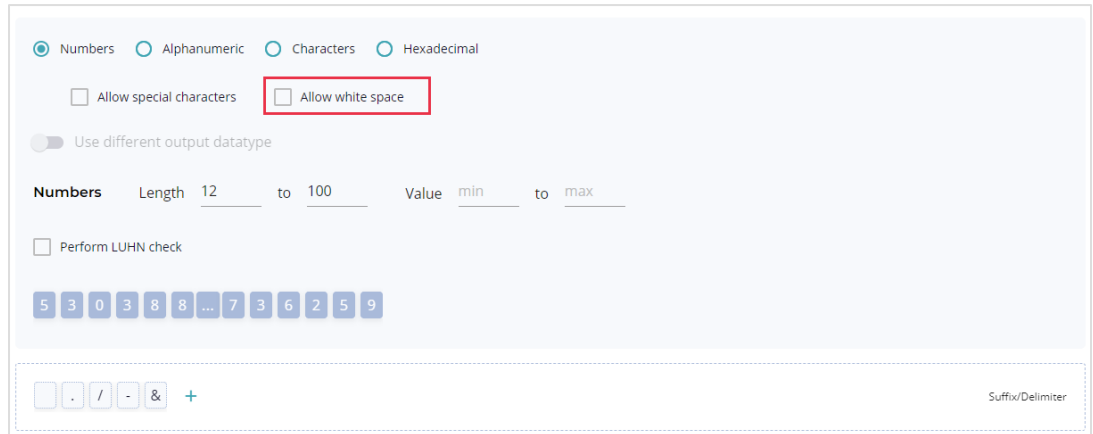 Numbers Alphanumeric Characters Hexadecimal
Allow special characters Allow white space
Use different output datatype
Numbers Length 12 to 100 Value min to max
Perform LUHN check
5 3 0 3 8 8 ... 7 3 6 2 5 9
. / - & + Suffix/Delimiter